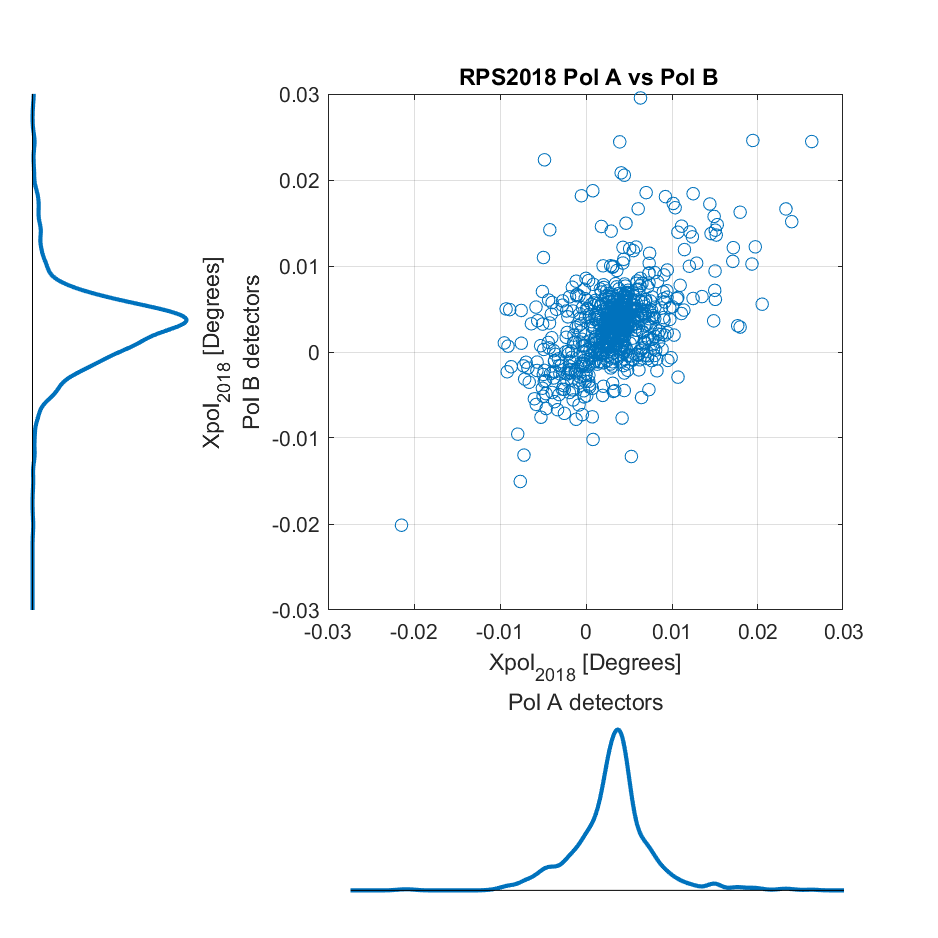 RPS2018 Pol A vs Pol B
0.03
0.02
0.01
0
-0.01
-0.02
-0.03
Xpol2018 [Degrees]
Pol B detectors
-0.03 -0.02 -0.01 0 0.01 0.02 0.03
Xpol2018 [Degrees]
Pol A detectors